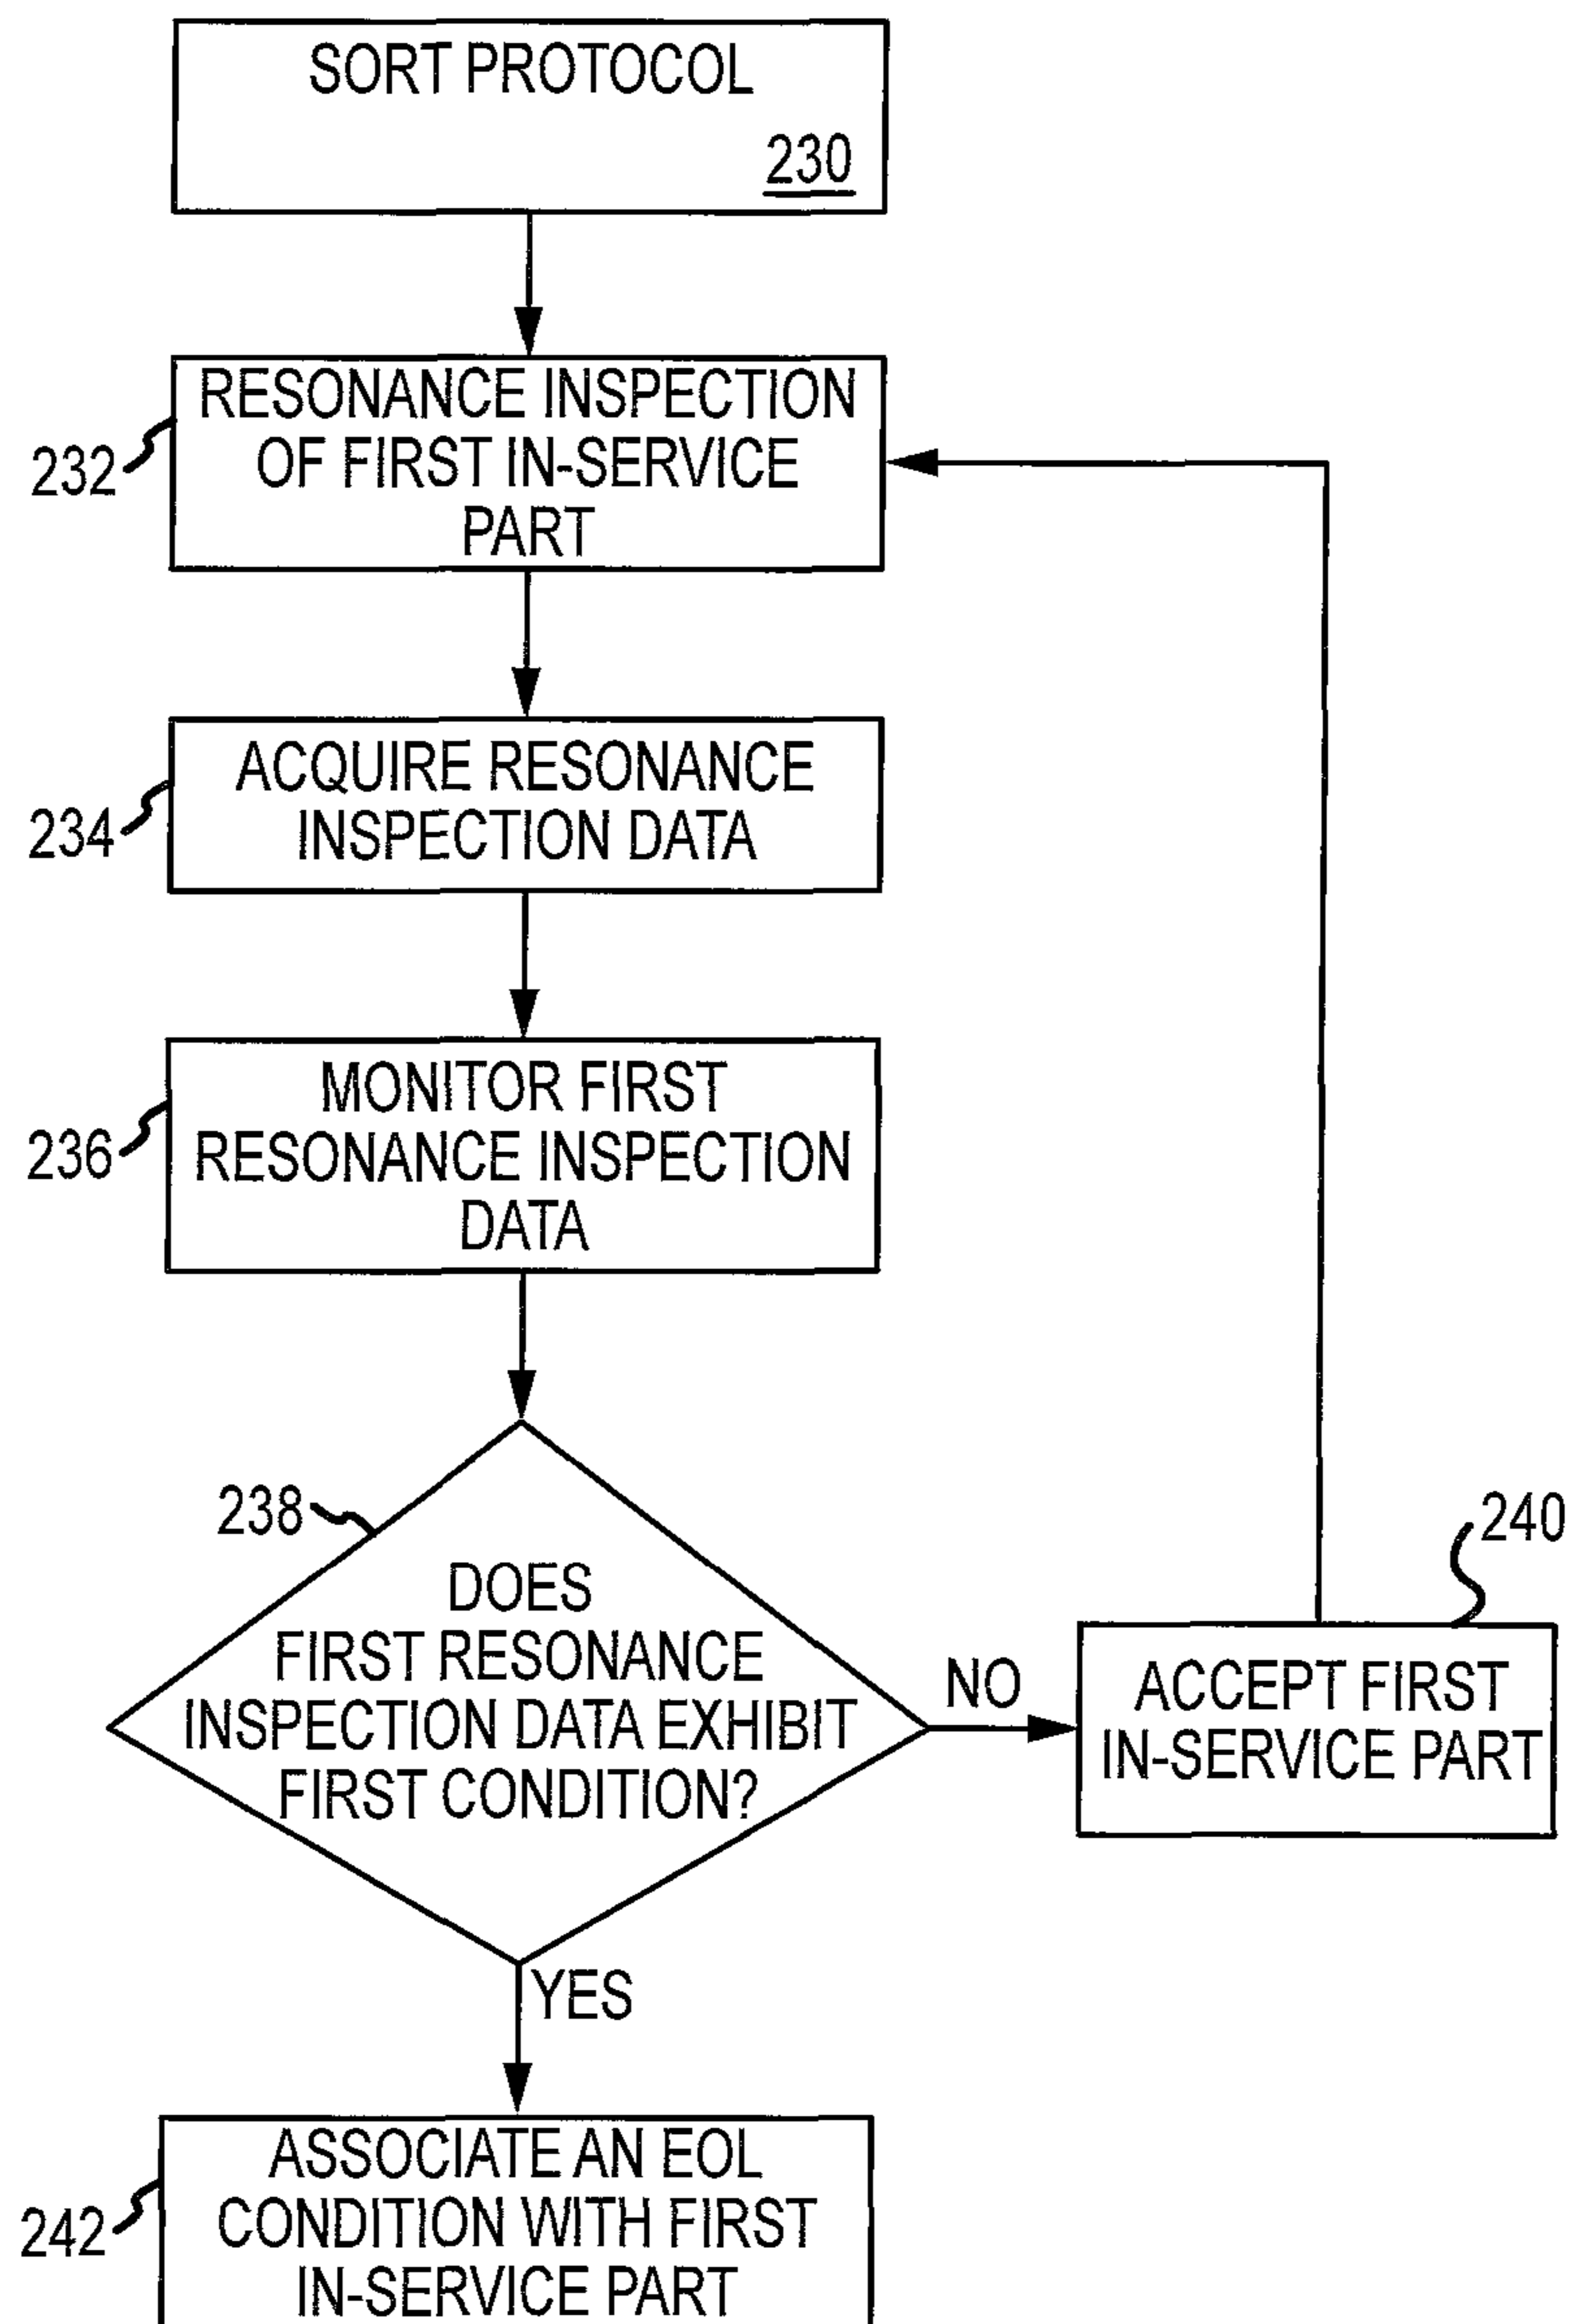 SORT PROTOCOL
230
RESONANCE INSPECTION
OF FIRST IN-SERVICE
PART
232
ACQUIRE RESONANCE
INSPECTION DATA
234
MONITOR FIRST
RESONANCE INSPECTION
DATA
236
238
DOES
FIRST RESONANCE
INSPECTION DATA EXHIBIT
FIRST CONDITION?
NO
240
ACCEPT FIRST
IN-SERVICE PART
YES
ASSOCIATE AN EOL
CONDITION WITH FIRST
IN-SERVICE PART
242